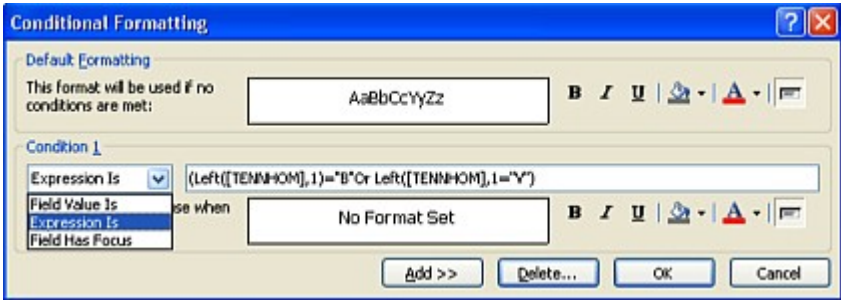 Conditional Formatting
Default Formatting
This format will be used if no
conditions are met:
AaBbCcYyZz
B I U A
Condition 1
Expression Is
(Left([TENNHOM],1)="B"Or Left([TENNHOM],1="V")
Field Value Is
Expression Is
Field Has Focus
se when
No Format Set
B I U A
Add >> Delete... OK Cancel